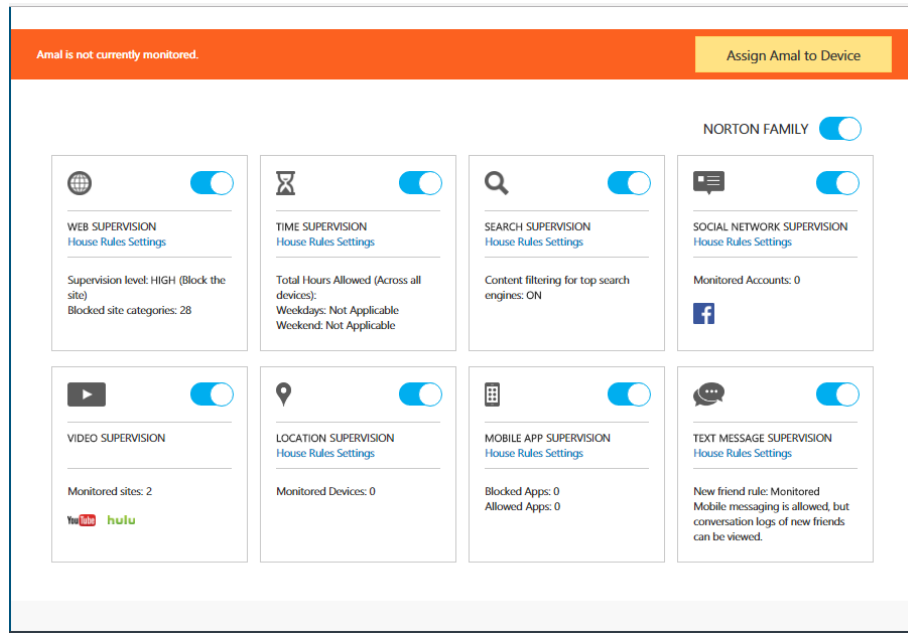 Amal is not currently monitored.
Assign Amal to Device
NORTON FAMILY
WEB SUPERVISION
House Rules Settings
Supervision level: HIGH (Block the
site)
Blocked site categories: 28
TIME SUPERVISION
House Rules Settings
Total Hours Allowed (Across all
devices):
Weekdays: Not Applicable
Weekend: Not Applicable
SEARCH SUPERVISION
House Rules Settings
Content filtering for top search
engines: ON
SOCIAL NETWORK SUPERVISION
House Rules Settings
Monitored Accounts: 0
f
VIDEO SUPERVISION
Monitored sites: 2
YouTube hulu
LOCATION SUPERVISION
House Rules Settings
Monitored Devices: 0
MOBILE APP SUPERVISION
House Rules Settings
Blocked Apps: 0
Allowed Apps: 0
TEXT MESSAGE SUPERVISION
House Rules Settings
New friend rule: Monitored
Mobile messaging is allowed, but
conversation logs of new friends
can be viewed.